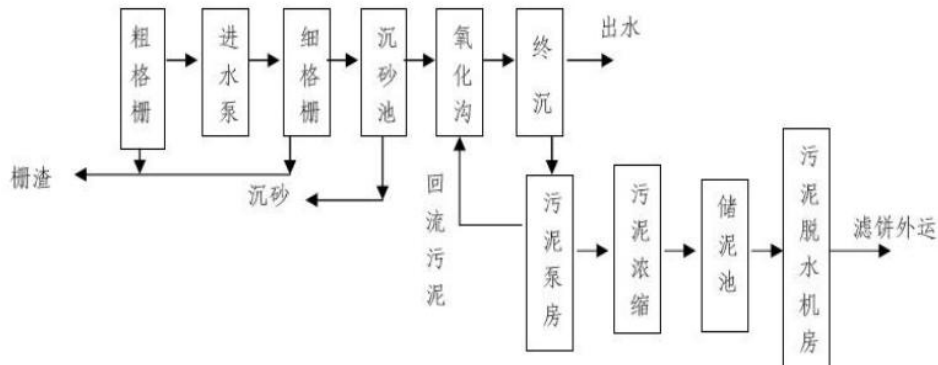 粗格栅
进水泵
细格栅
沉砂池
氧化沟
终沉
出水
栅渣
沉砂
回流污泥
污泥泵房
污泥浓缩
储泥池
污泥脱水机房
滤饼外运